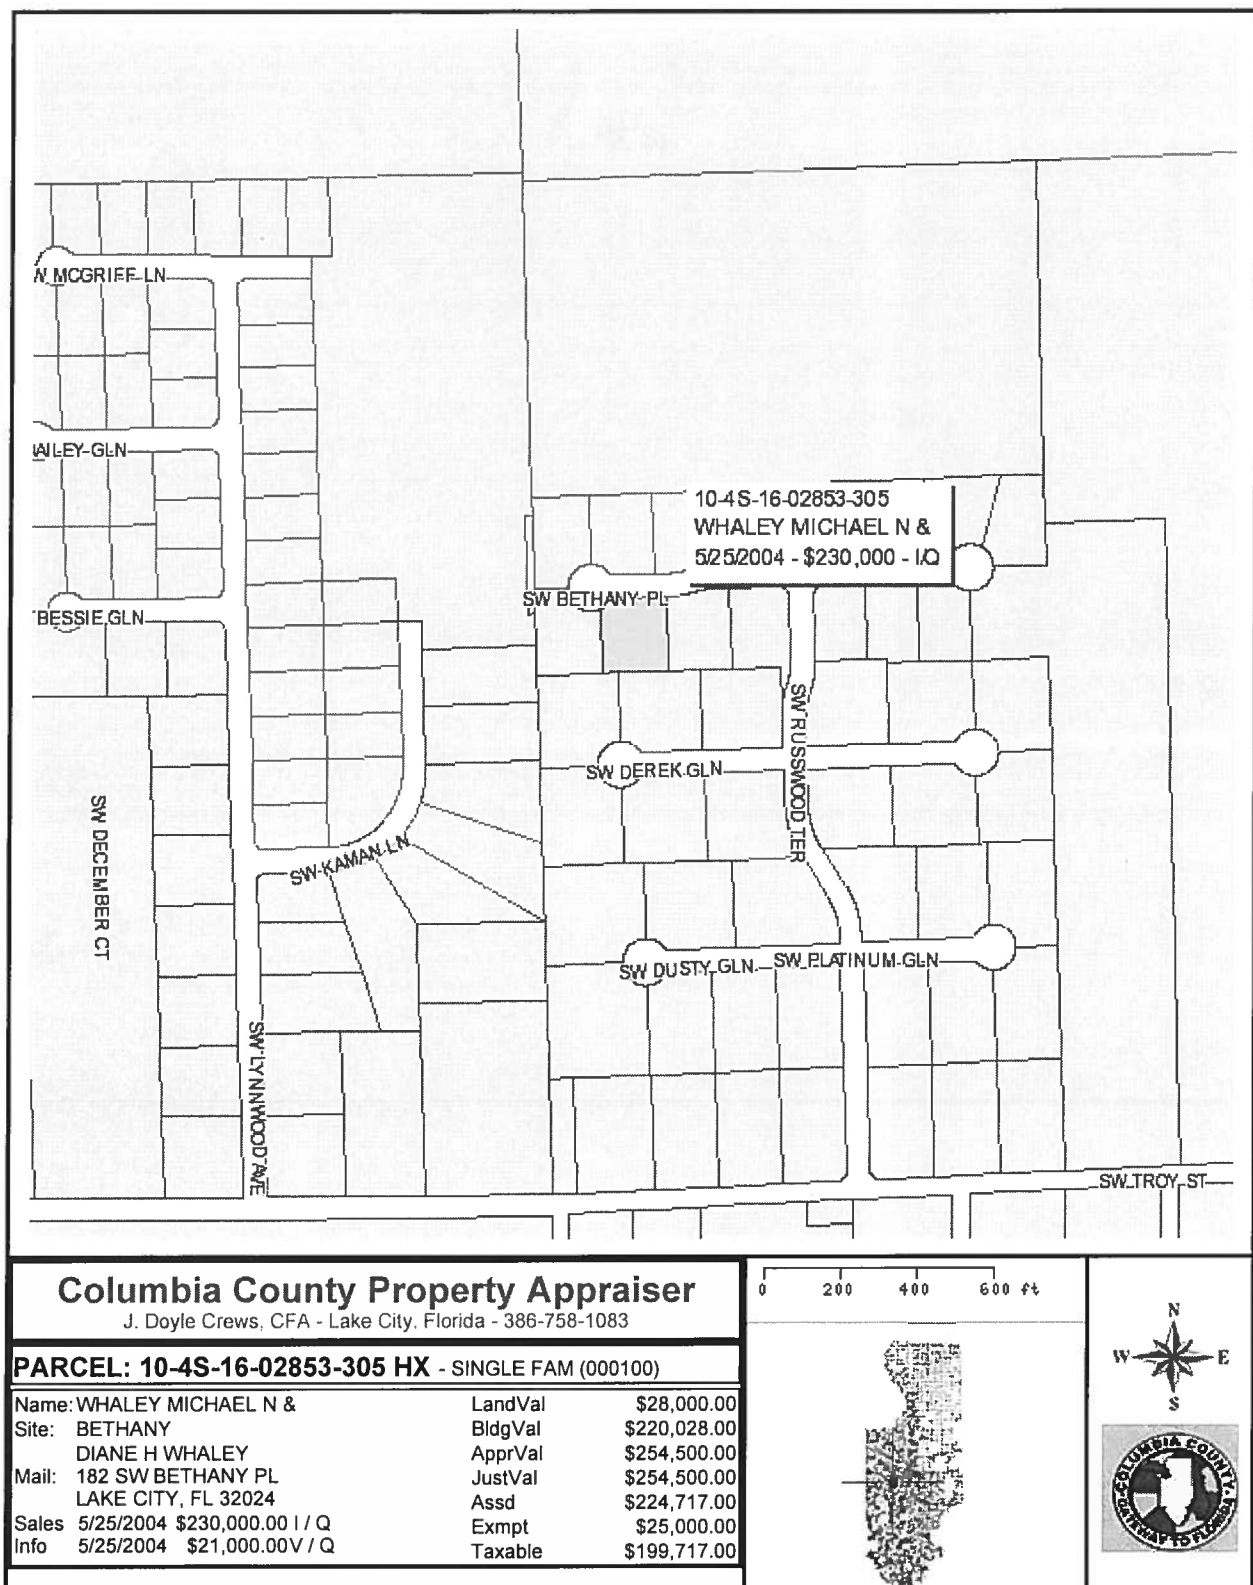 W MCGRIFF LN
AILEY GLN
BESSIE GLN
10-4S-16-02853-305
WHALEY MICHAEL N &
5/25/2004 - $230,000 - I/Q
SW BETHANY PL
SW RUSSWOOD TER
SW DEREK GLN
SW DECEMBER CT
SW KAMAN LN
SW DUSTY GLN
SW PLATINUM GLN
SW LYNNWOOD AVE
SW TROY ST
Columbia County Property Appraiser
J. Doyle Crews, CFA - Lake City, Florida - 386-758-1083
PARCEL: 10-4S-16-02853-305 HX - SINGLE FAM (000100)
Name: WHALEY MICHAEL N & LandVal $28,000.00
Site: BETHANY BldgVal $220,028.00
DIANE H WHALEY ApprVal $254,500.00
Mail: 182 SW BETHANY PL JustVal $254,500.00
LAKE CITY, FL 32024 Assd $224,717.00
Sales 5/25/2004 $230,000.00 I / Q Exmpt $25,000.00
Info 5/25/2004 $21,000.00V / Q Taxable $199,717.00
0 200 400 600 ft
N
W E
S
COLUMBIA COUNTY
GATEWAY TO FLORIDA